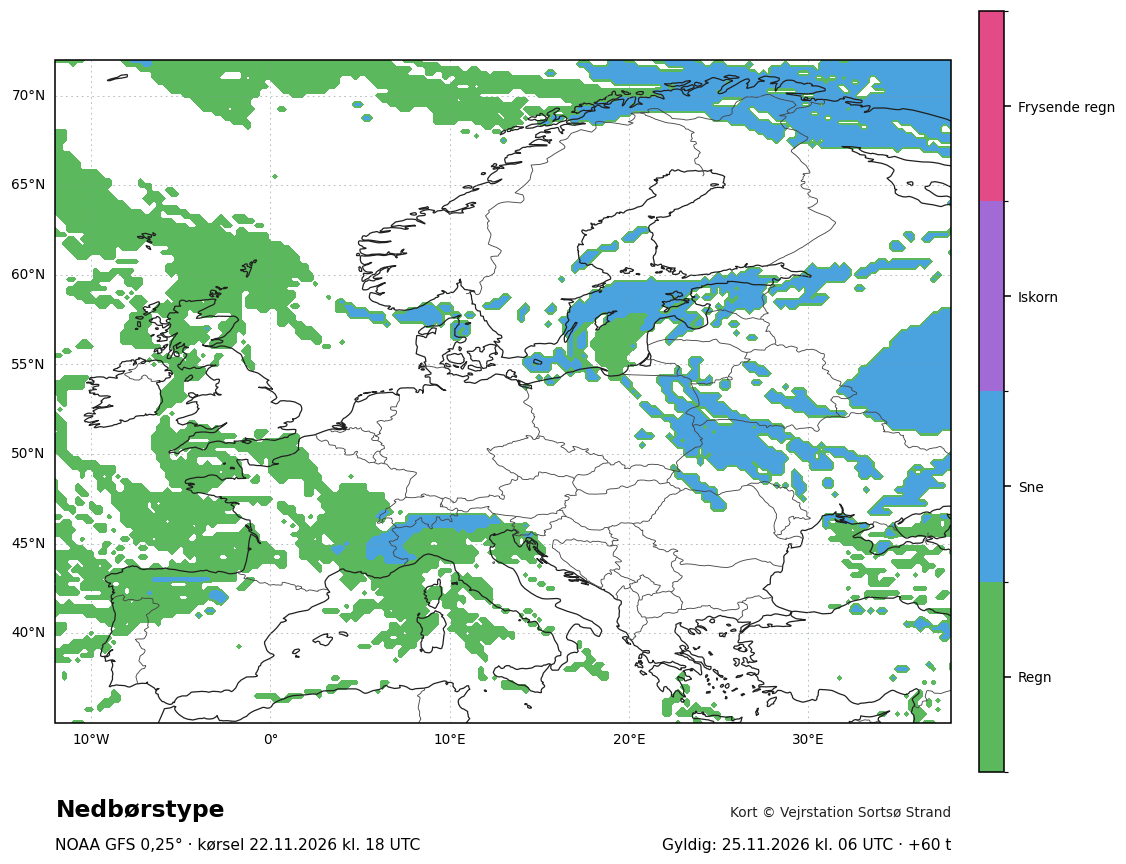 Frysende regn
Iskorn
Sne
Regn
70°N
65°N
60°N
55°N
50°N
45°N
40°N
10°W
0°
10°E
20°E
30°E
Nedbørstype
Kort © Vejrstation Sortsø Strand
NOAA GFS 0,25° · kørsel 22.11.2026 kl. 18 UTC
Gyldig: 25.11.2026 kl. 06 UTC · +60 t